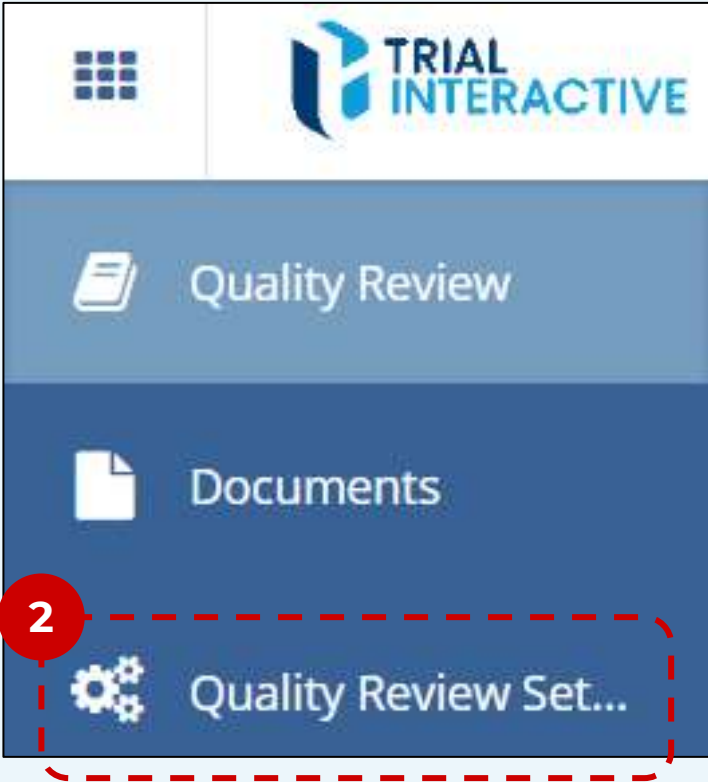 TRIAL
INTERACTIVE
Quality Review
Documents
2
Quality Review Set...